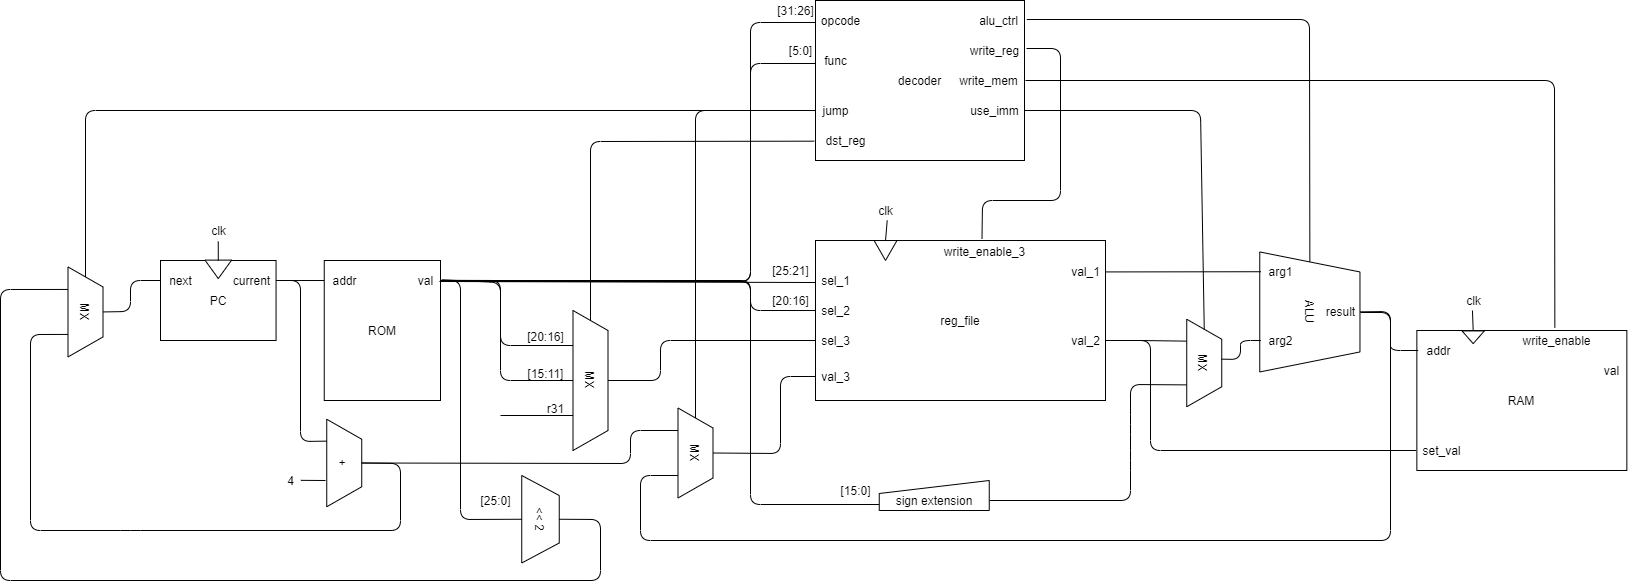 [31:26]
opcode
alu_ctrl
write_reg
[5:0]
func
decoder
write_mem
jump
use_imm
dst_reg
clk
clk
write_enable_3
[25:21]
sel_1
val_1
arg1
MX
next
current
PC
addr
val
ROM
[20:16]
sel_2
reg_file
ALU
result
clk
[20:16]
sel_3
val_2
arg2
write_enable
addr
[15:11]
MX
val_3
MX
val
RAM
r31
MX
set_val
+
4
[25:0]
<< 2
[15:0]
sign extension